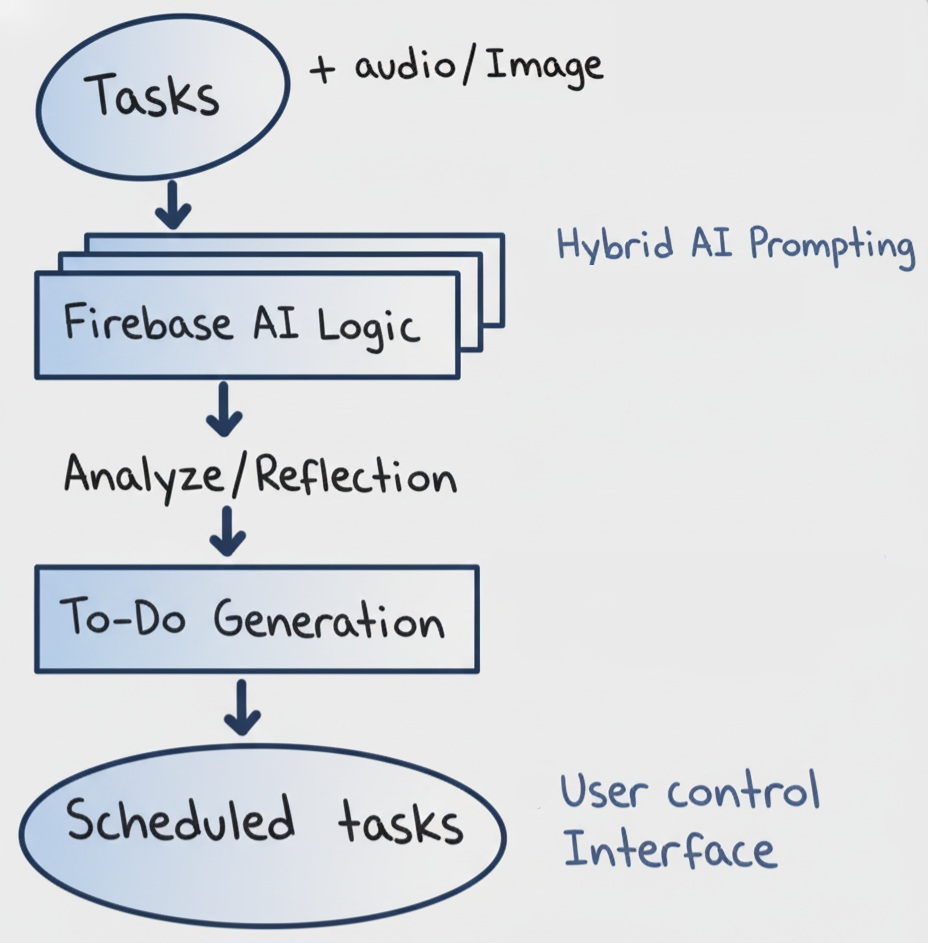 Tasks
+ audio/Image
Hybrid AI Prompting
Firebase AI Logic
Analyze/Reflection
To-Do Generation
Scheduled tasks
User control
Interface